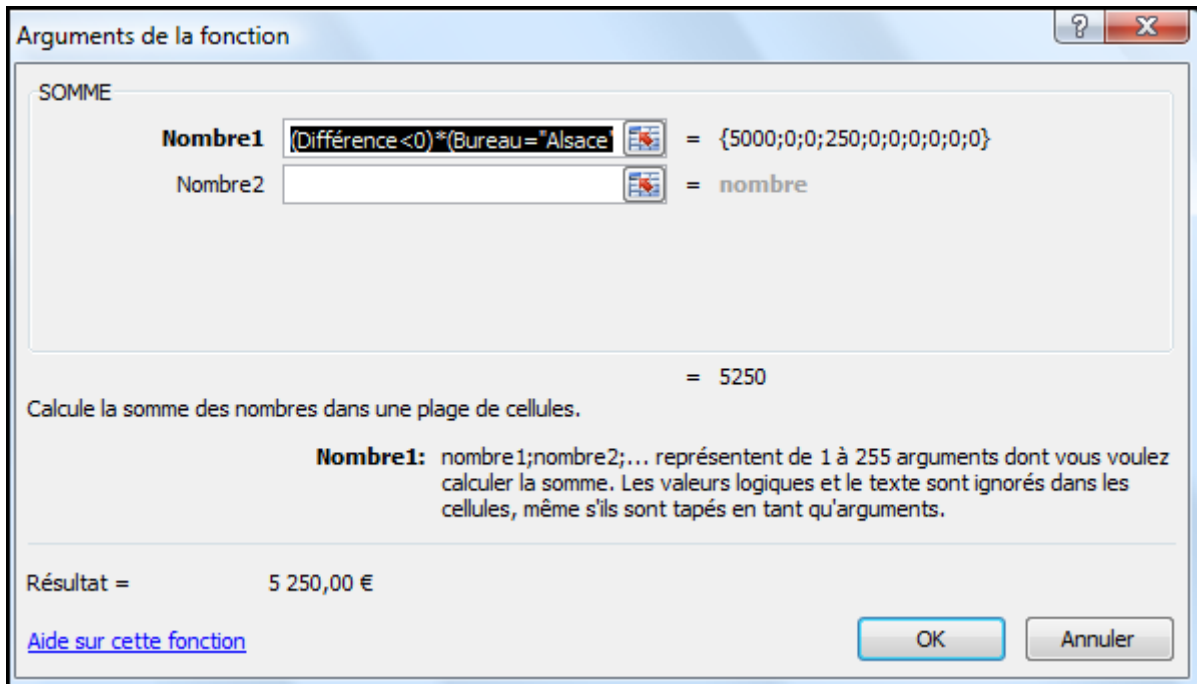 Arguments de la fonction
SOMME
Nombre1 (Différence<0)*(Bureau="Alsace" = {5000;0;0;250;0;0;0;0;0;0}
Nombre2 = nombre
= 5250
Calcule la somme des nombres dans une plage de cellules.
Nombre1: nombre1;nombre2;... représentent de 1 à 255 arguments dont vous voulez
calculer la somme. Les valeurs logiques et le texte sont ignorés dans les
cellules, même s'ils sont tapés en tant qu'arguments.
Résultat = 5 250,00 €
Aide sur cette fonction
OK Annuler